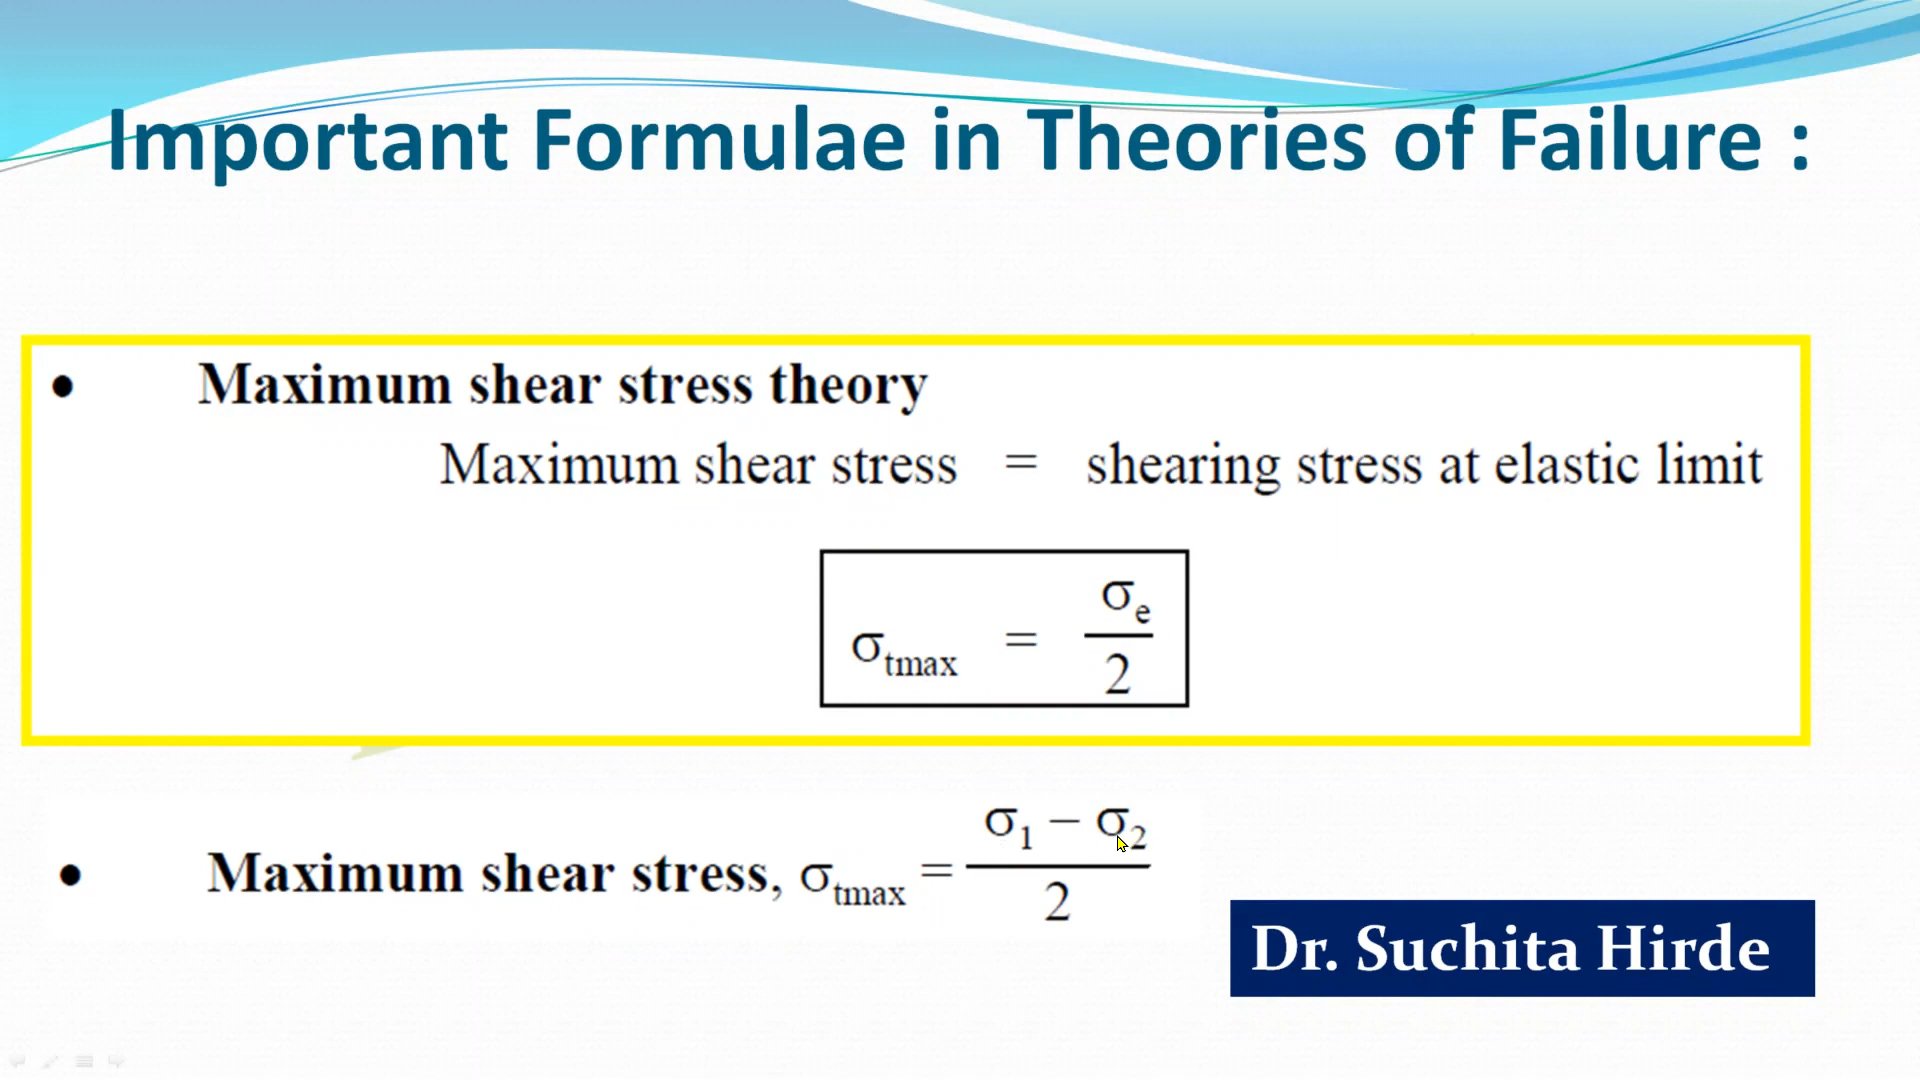 Important Formulae in Theories of Failure :
• Maximum shear stress theory
Maximum shear stress = shearing stress at elastic limit
σtmax = σe / 2
• Maximum shear stress, σtmax = σ1 − σ2 / 2
Dr. Suchita Hirde